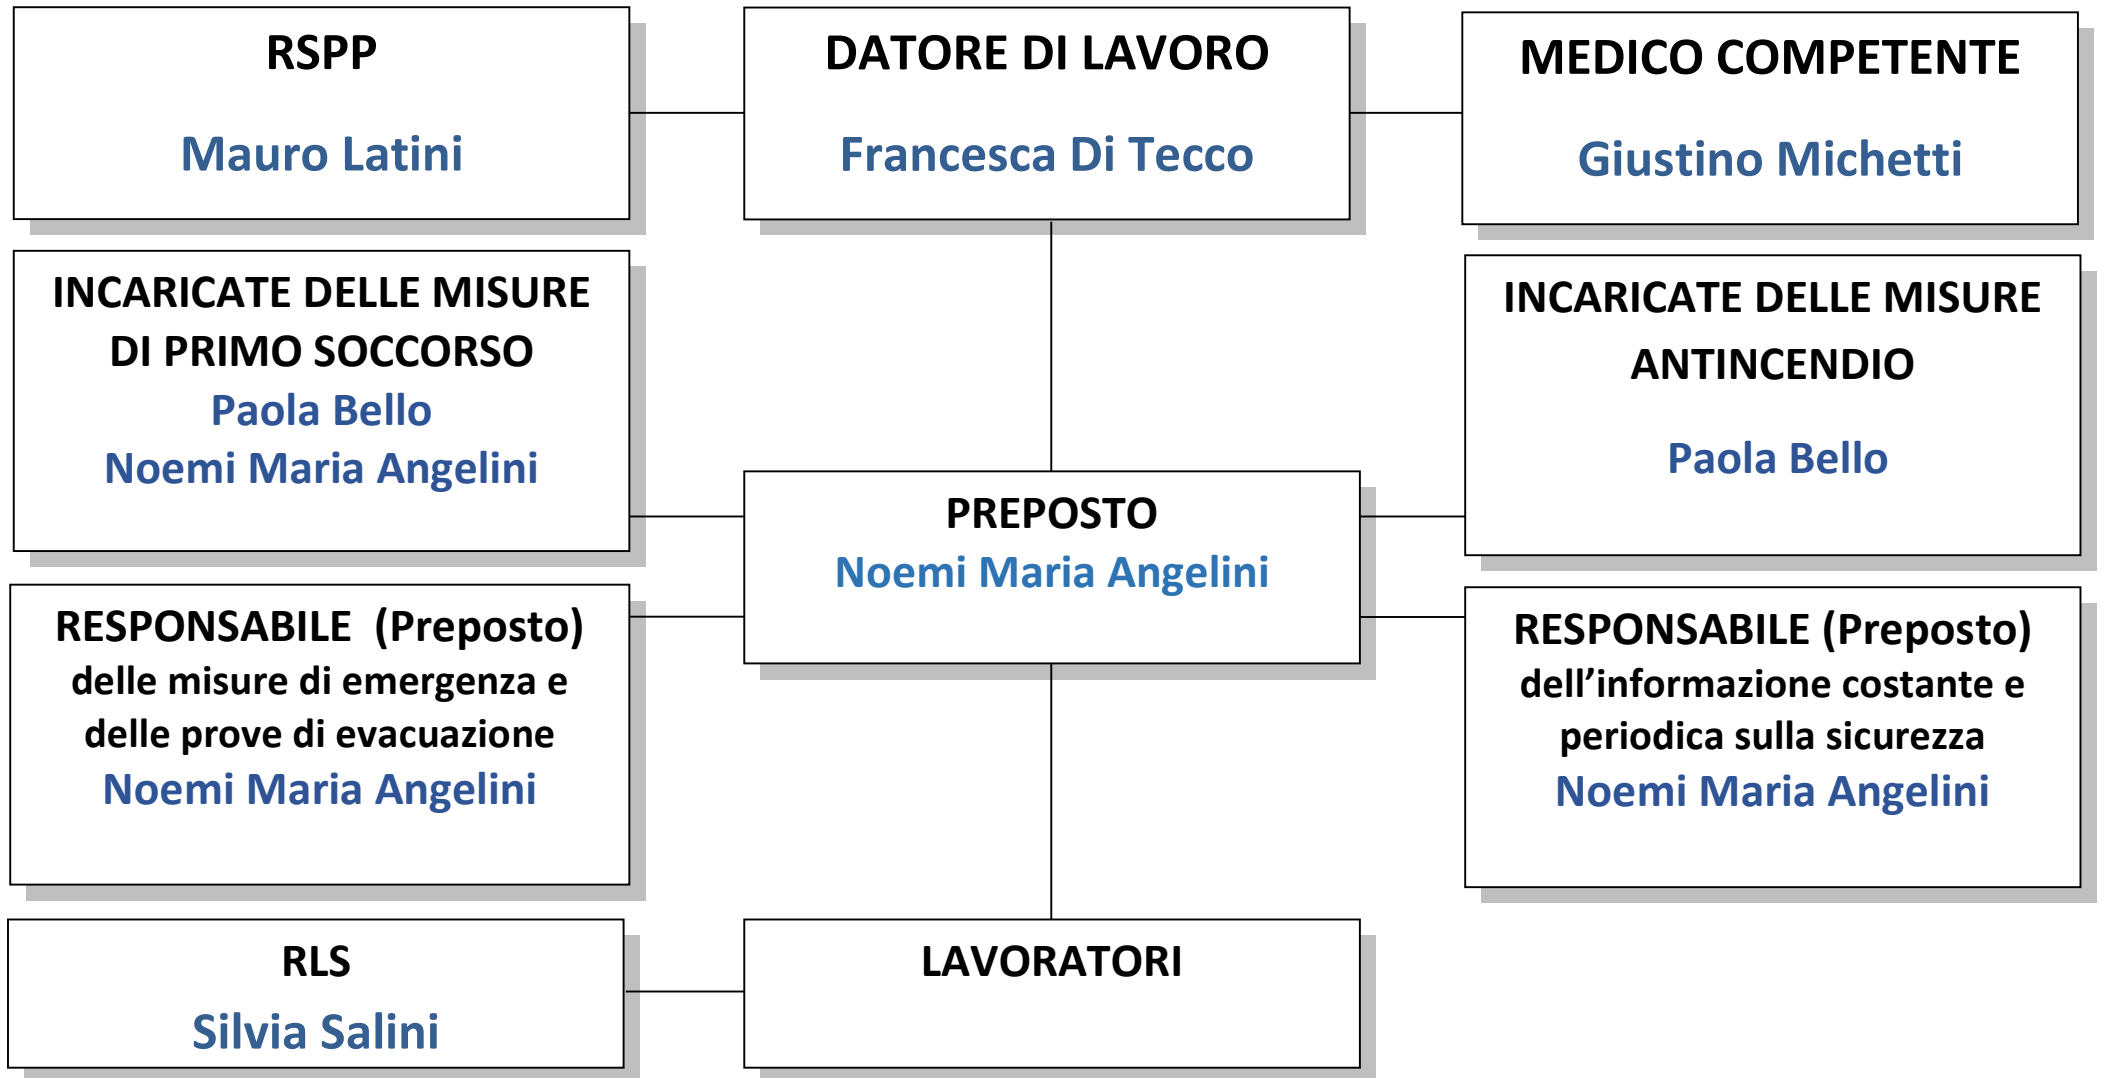 RSPP
Mauro Latini
DATORE DI LAVORO
Francesca Di Tecco
MEDICO COMPETENTE
Giustino Michetti
INCARICATE DELLE MISURE
DI PRIMO SOCCORSO
Paola Bello
Noemi Maria Angelini
INCARICATE DELLE MISURE
ANTINCENDIO
Paola Bello
PREPOSTO
Noemi Maria Angelini
RESPONSABILE (Preposto)
delle misure di emergenza e
delle prove di evacuazione
Noemi Maria Angelini
RESPONSABILE (Preposto)
dell’informazione costante e
periodica sulla sicurezza
Noemi Maria Angelini
RLS
Silvia Salini
LAVORATORI